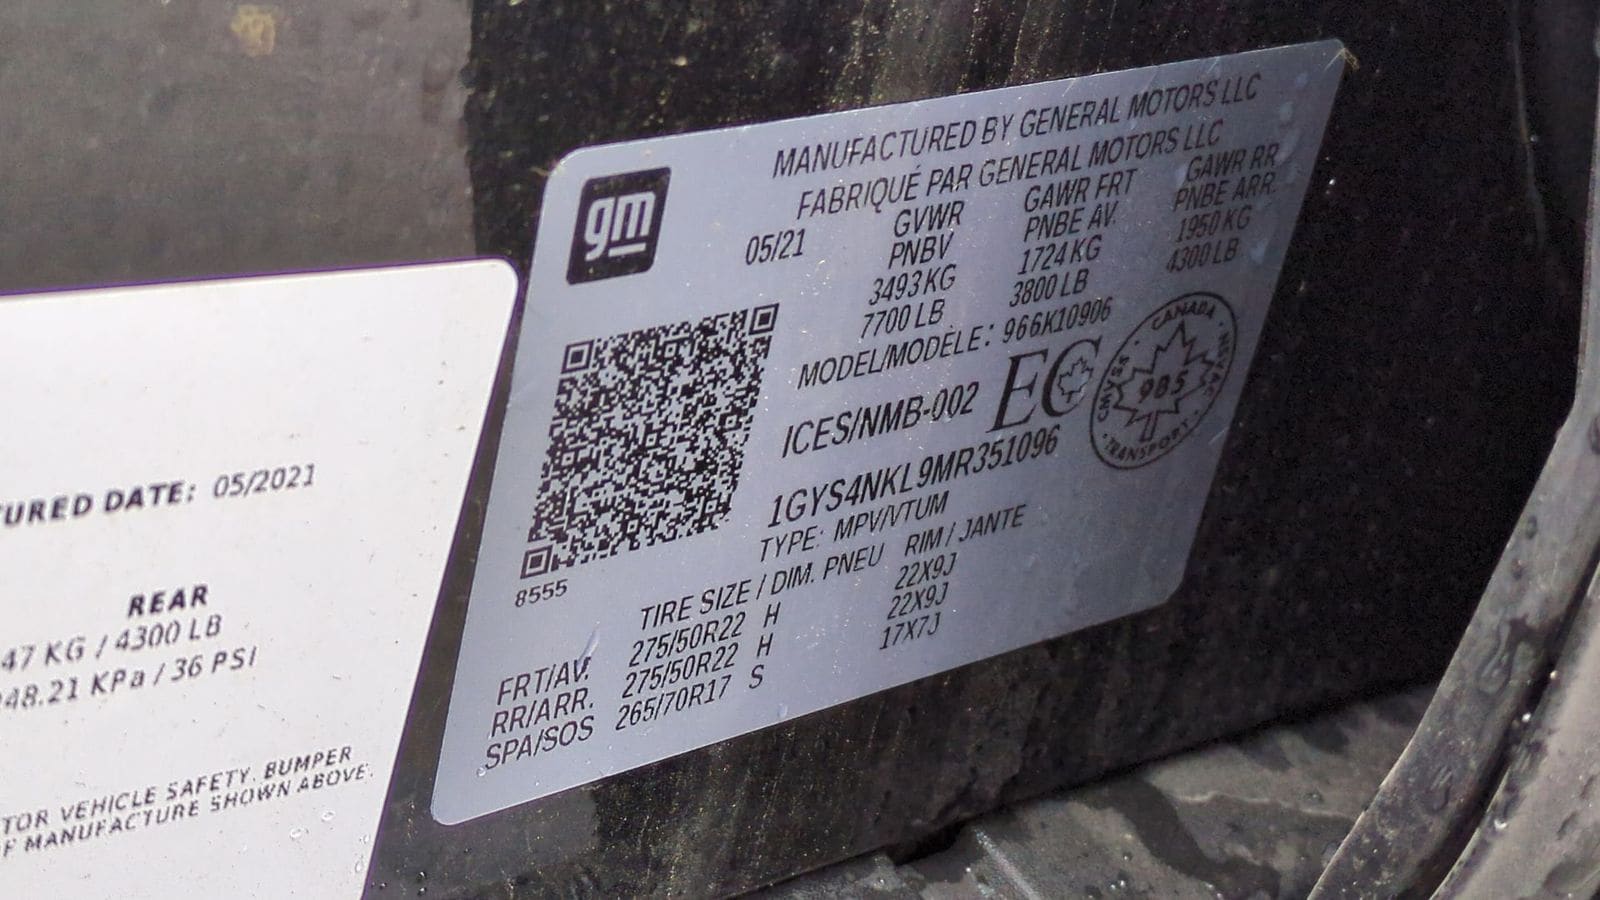 URED DATE: 05/2021
REAR
47 KG / 4300 LB
48.21 KPa / 36 PSI
TOR VEHICLE SAFETY, BUMPER
F MANUFACTURE SHOWN ABOVE.
gm
MANUFACTURED BY GENERAL MOTORS LLC
FABRIQUÉ PAR GENERAL MOTORS LLC
05/21 GVWR GAWR FRT GAWR RR
PNBV PNBE AV. PNBE ARR.
3493 KG 1724 KG 1950 KG
7700 LB 3800 LB 4300 LB
MODEL/MODÈLE: 966K10906
ICES/NMB-002 EC
CANADA · NVSAC · TRANSPORT · CMVSS
985
1GYS4NKL9MR351096
TYPE: MPV/VTUM
8555
TIRE SIZE / DIM. PNEU RIM / JANTE
FRT/AV. 275/50R22 H 22X9J
RR/ARR. 275/50R22 H 22X9J
SPA/SOS 265/70R17 S 17X7J